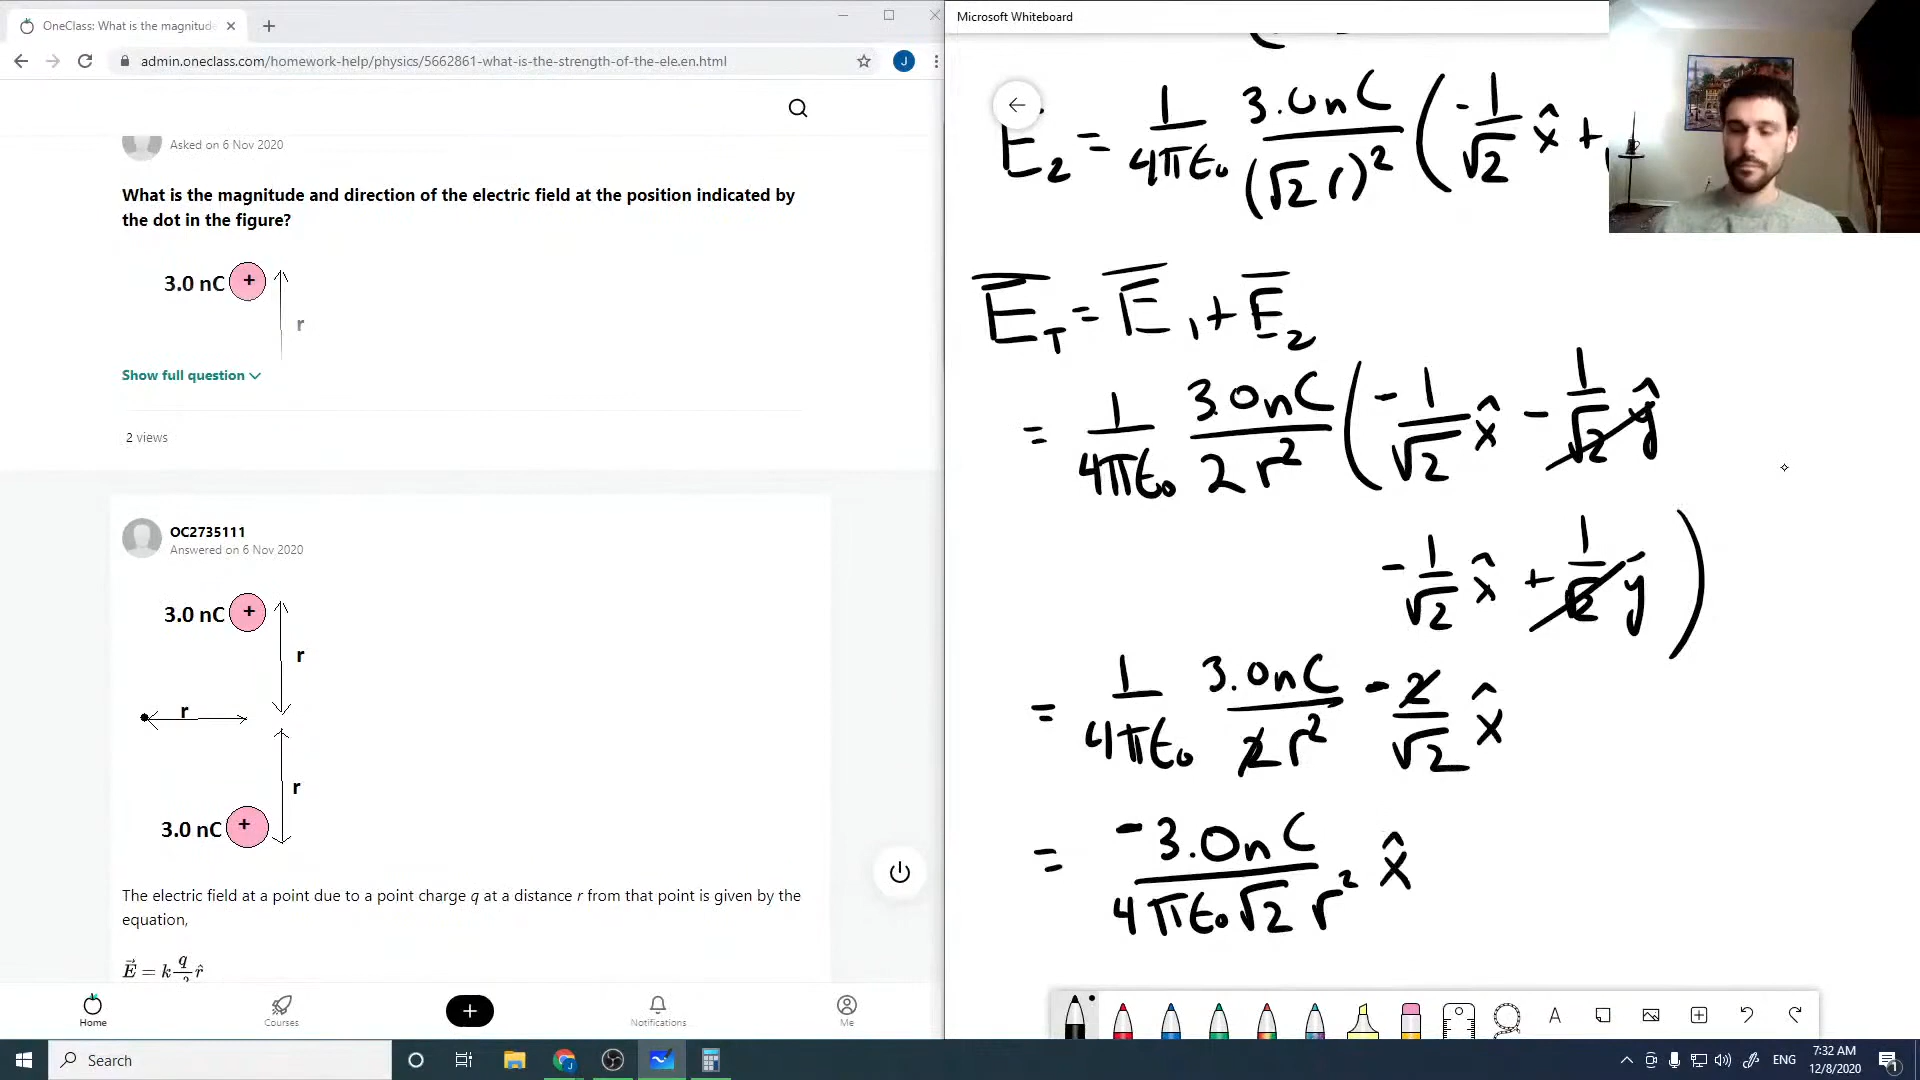 OneClass: What is the magnitude
admin.oneclass.com/homework-help/physics/5662861-what-is-the-strength-of-the-ele.en.html
J
Asked on 6 Nov 2020
What is the magnitude and direction of the electric field at the position indicated by
the dot in the figure?
3.0 nC +
r
Show full question
2 views
OC2735111
Answered on 6 Nov 2020
3.0 nC +
r
r
r
3.0 nC +
The electric field at a point due to a point charge q at a distance r from that point is given by the
equation,
E⃗ = k q r̂
Home
Courses
+
Notifications
Me
Microsoft Whiteboard
E₂ = 1/4πϵ₀ 3.0nC/(√2 r)² (-1/√2 x̂ +
E̅_T = E̅₁ + E̅₂
= 1/4πϵ₀ 3.0nC/2r² (-1/√2 x̂ - 1/√2 ŷ
-1/√2 x̂ + 1/√2 ŷ)
= 1/4πϵ₀ 3.0nC/2r² -2/√2 x̂
= -3.0nC/4πϵ₀√2 r² x̂
A
Search
ENG
7:32 AM
12/8/2020
1